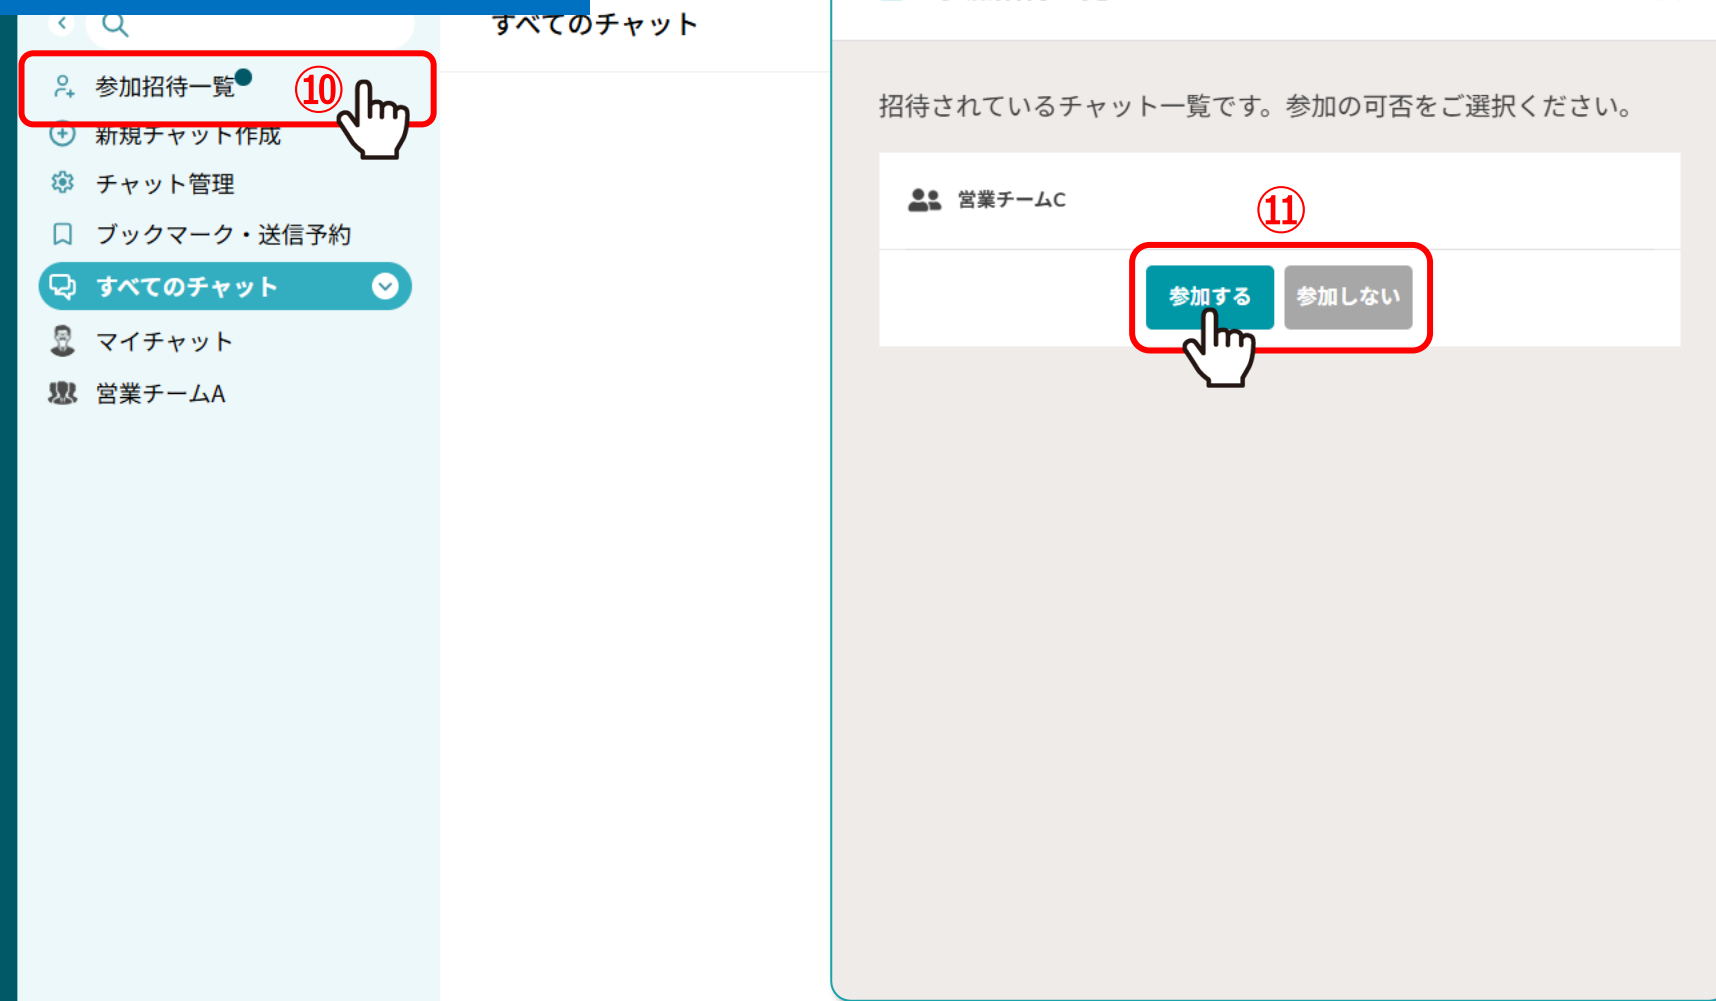 すべてのチャット
参加招待一覧
⑩
新規チャット作成
チャット管理
ブックマーク・送信予約
すべてのチャット
マイチャット
営業チームA
招待されているチャット一覧です。参加の可否をご選択ください。
営業チームC
⑪
参加する
参加しない